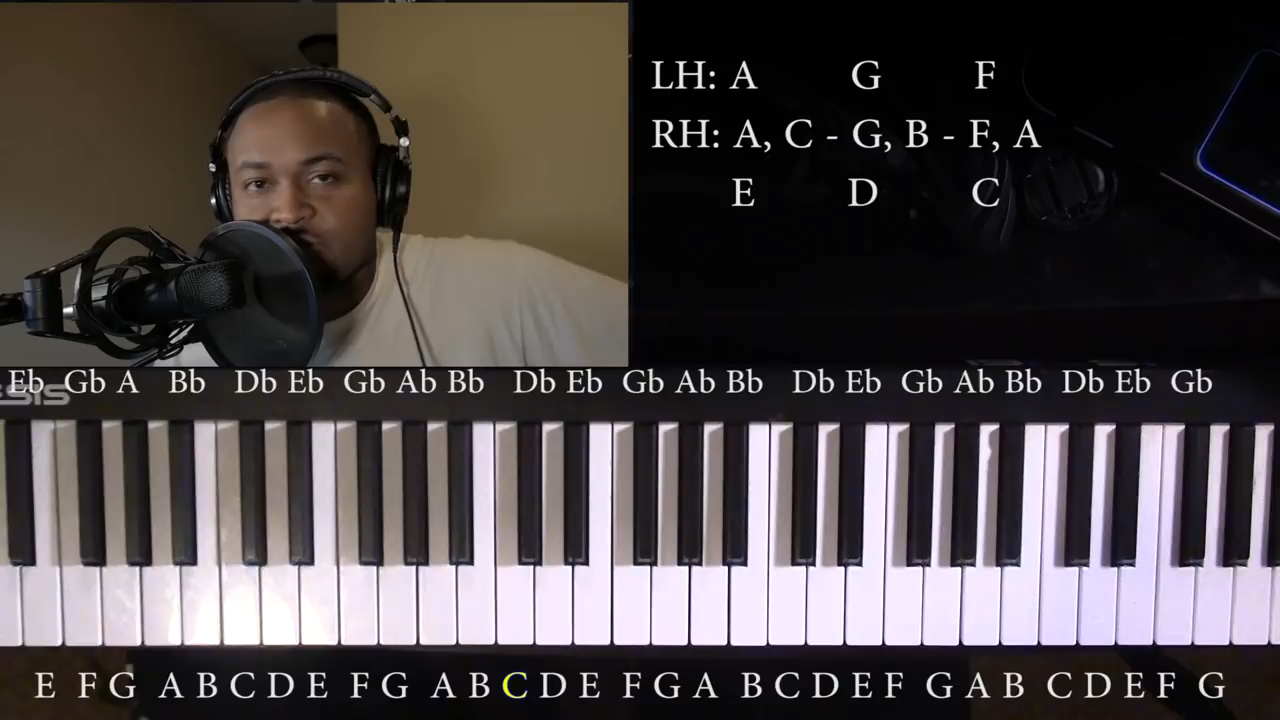 LH: A G F
RH: A, C - G, B - F, A
E D C
Eb Gb A Bb Db Eb Gb Ab Bb Db Eb Gb Ab Bb Db Eb Gb Ab Bb Db Eb Gb
E F G A B C D E F G A B C D E F G A B C D E F G A B C D E F G